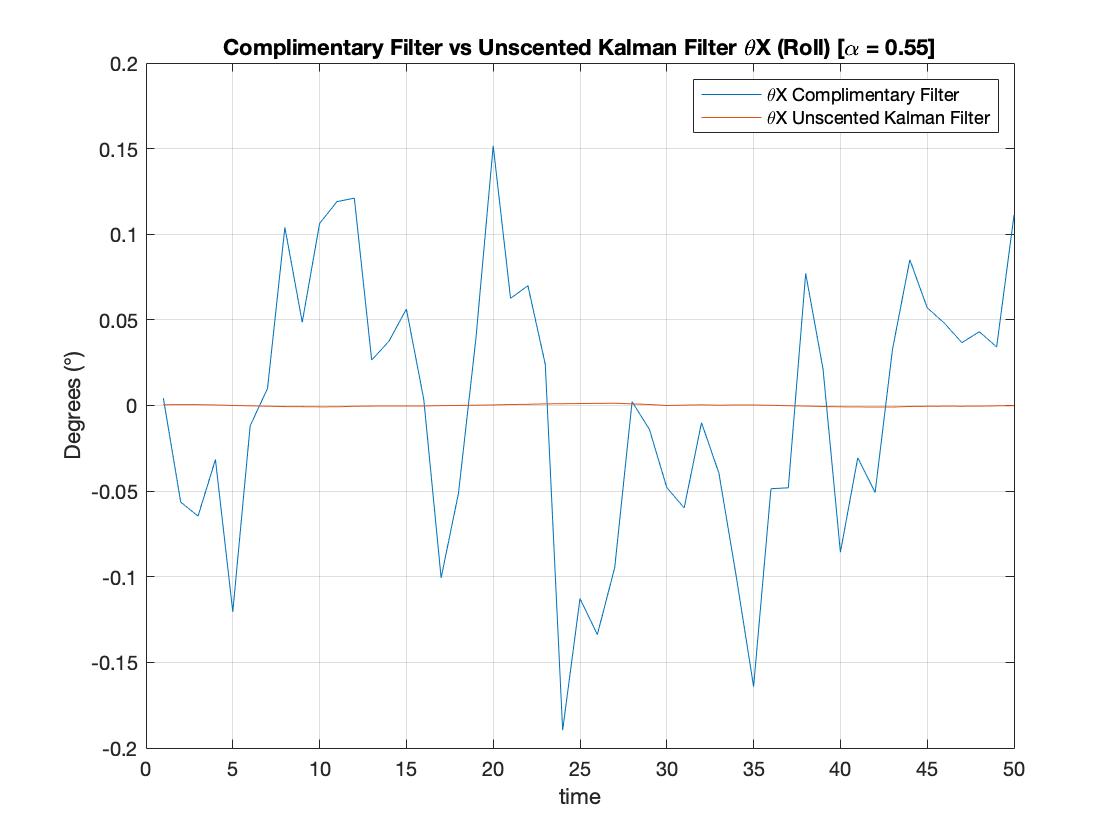 Complimentary Filter vs Unscented Kalman Filter θX (Roll) [α = 0.55]
θX Complimentary Filter
θX Unscented Kalman Filter
0.2
0.15
0.1
0.05
0
-0.05
-0.1
-0.15
-0.2
Degrees (°)
0 5 10 15 20 25 30 35 40 45 50
time